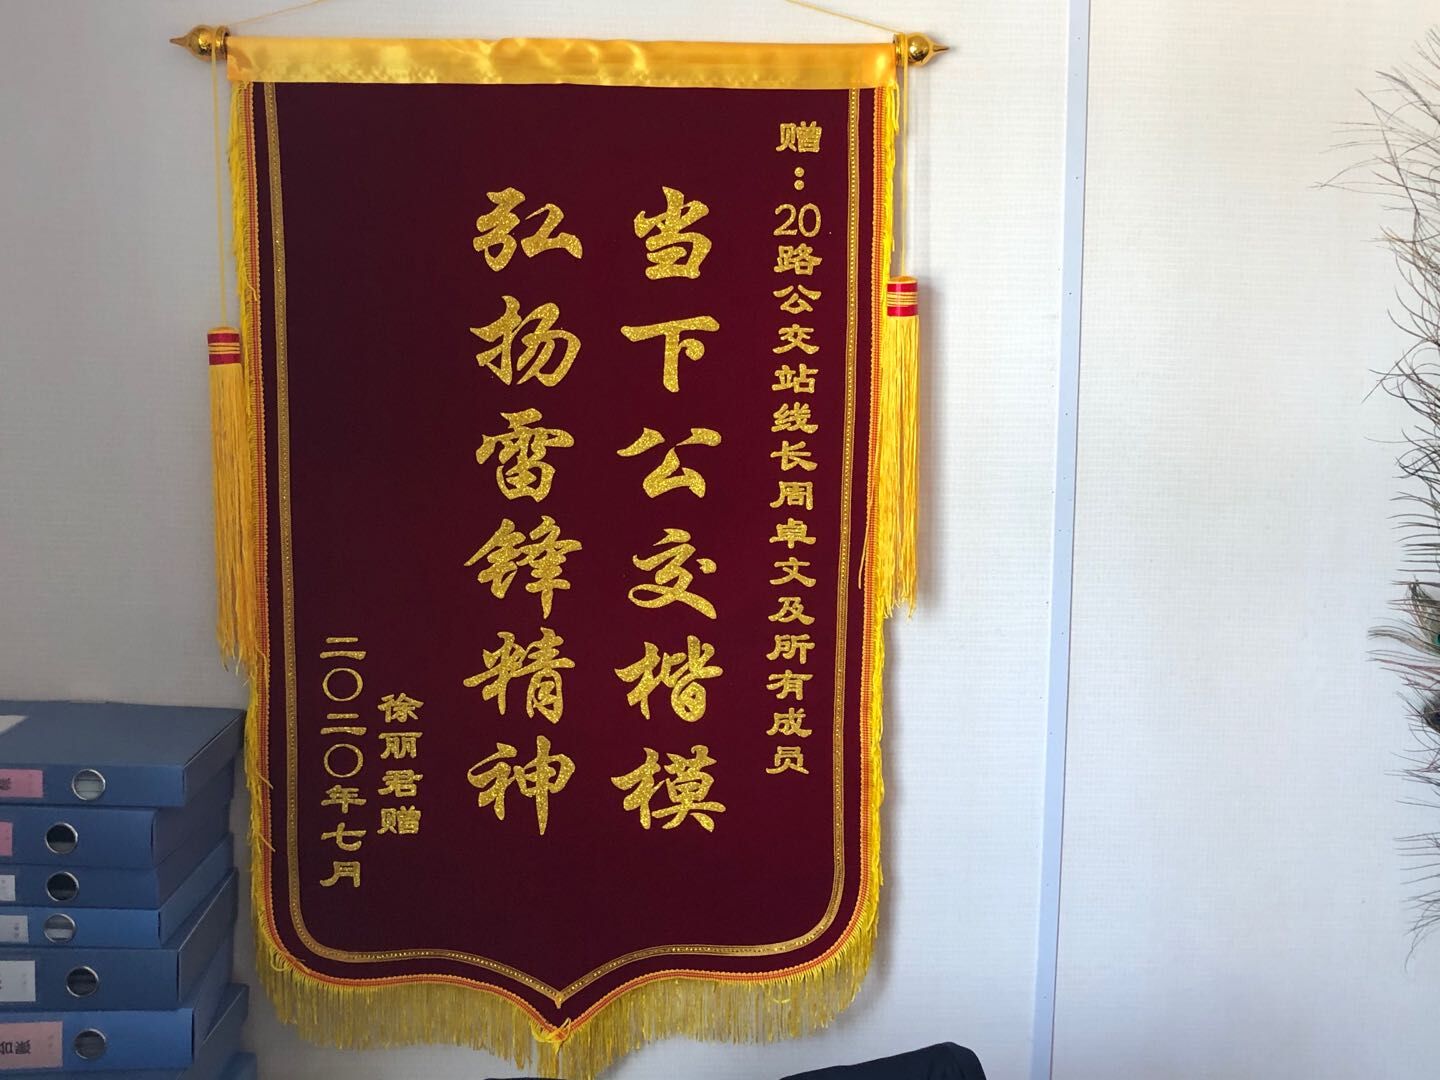 赠：20路公交站线长周卓文及所有成员
当下公交楷模
弘扬雷锋精神
徐丽君赠
二〇二〇年七月